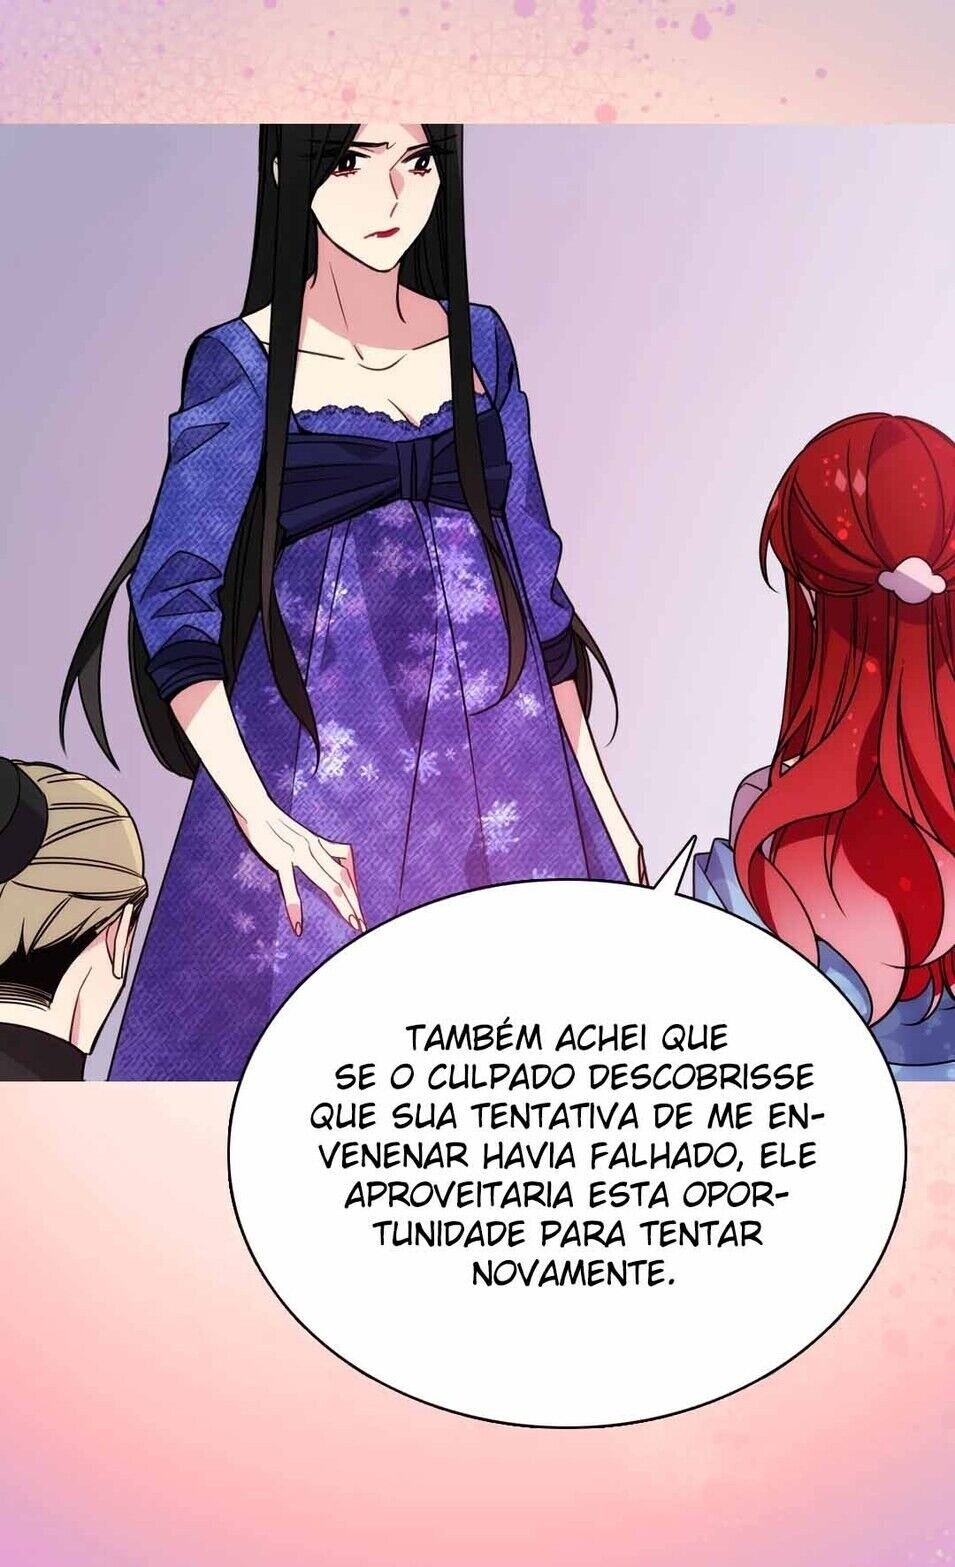 TAMBÉM ACHEI QUE
SE O CULPADO DESCOBRISSE
QUE SUA TENTATIVA DE ME EN-
VENENAR HAVIA FALHADO, ELE
APROVEITARIA ESTA OPOR-
TUNIDADE PARA TENTAR
NOVAMENTE.